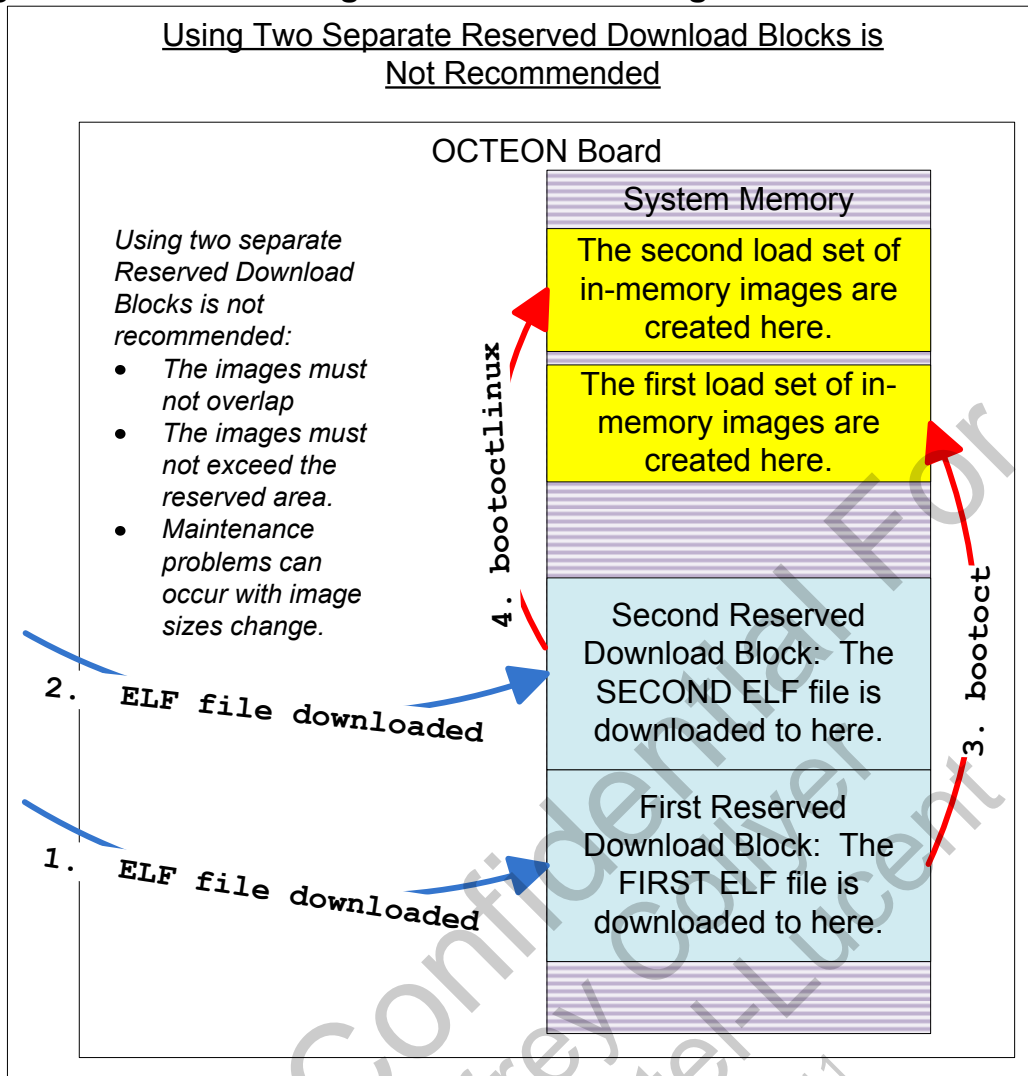 Using Two Separate Reserved Download Blocks is
Not Recommended
OCTEON Board
System Memory
Using two separate
Reserved Download
Blocks is not
recommended:
• The images must
not overlap
• The images must
not exceed the
reserved area.
• Maintenance
problems can
occur with image
sizes change.
The second load set of
in-memory images are
created here.
The first load set of in-
memory images are
created here.
4. bootoctlinux
3. bootoct
Second Reserved
Download Block: The
SECOND ELF file is
downloaded to here.
2. ELF file downloaded
First Reserved
Download Block: The
FIRST ELF file is
downloaded to here.
1. ELF file downloaded
Confidential For
Collyer